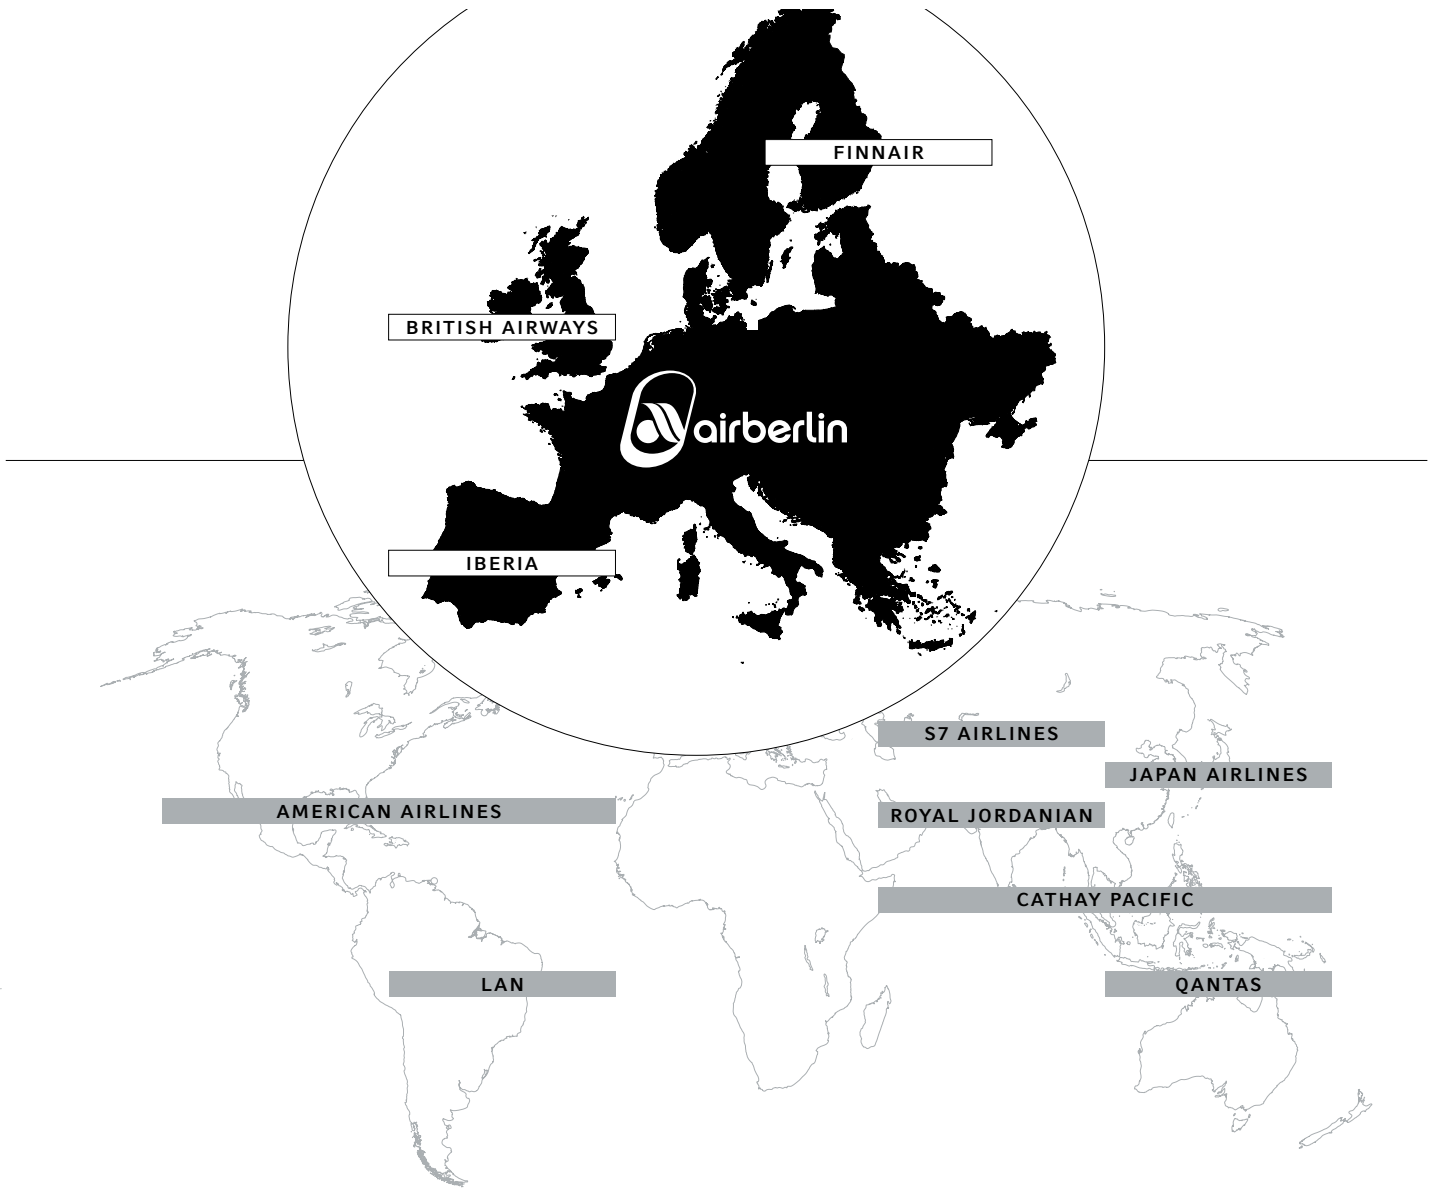 FINNAIR
BRITISH AIRWAYS
airberlin
IBERIA
S7 AIRLINES
JAPAN AIRLINES
AMERICAN AIRLINES
ROYAL JORDANIAN
CATHAY PACIFIC
LAN
QANTAS